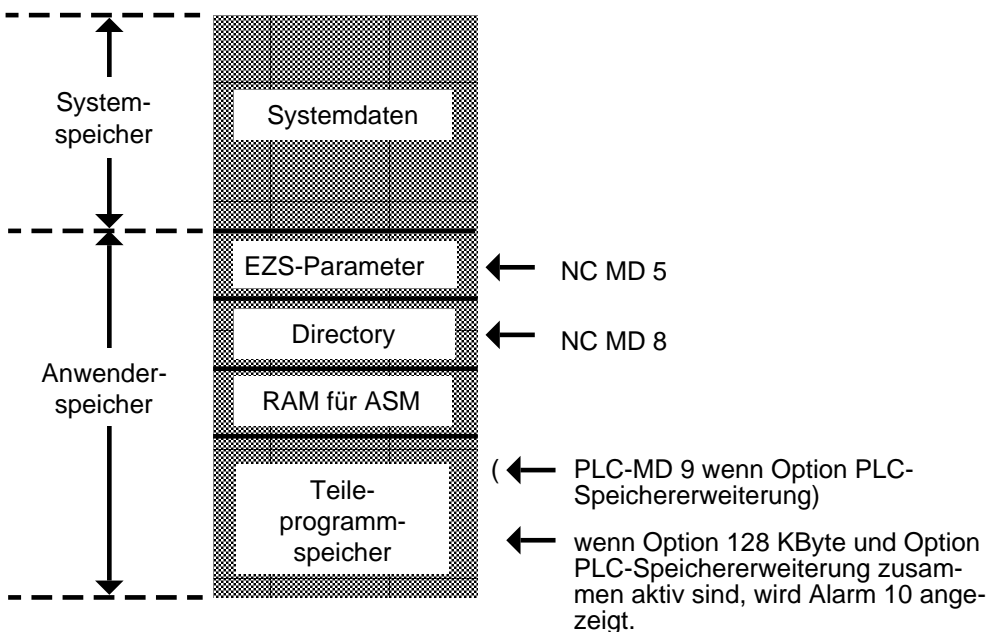 System-
speicher
Systemdaten
EZS-Parameter
NC MD 5
Directory
NC MD 8
Anwender-
speicher
RAM für ASM
Teile-
programm-
speicher
( PLC-MD 9 wenn Option PLC-
Speichererweiterung)
wenn Option 128 KByte und Option
PLC-Speichererweiterung zusam-
men aktiv sind, wird Alarm 10 ange-
zeigt.